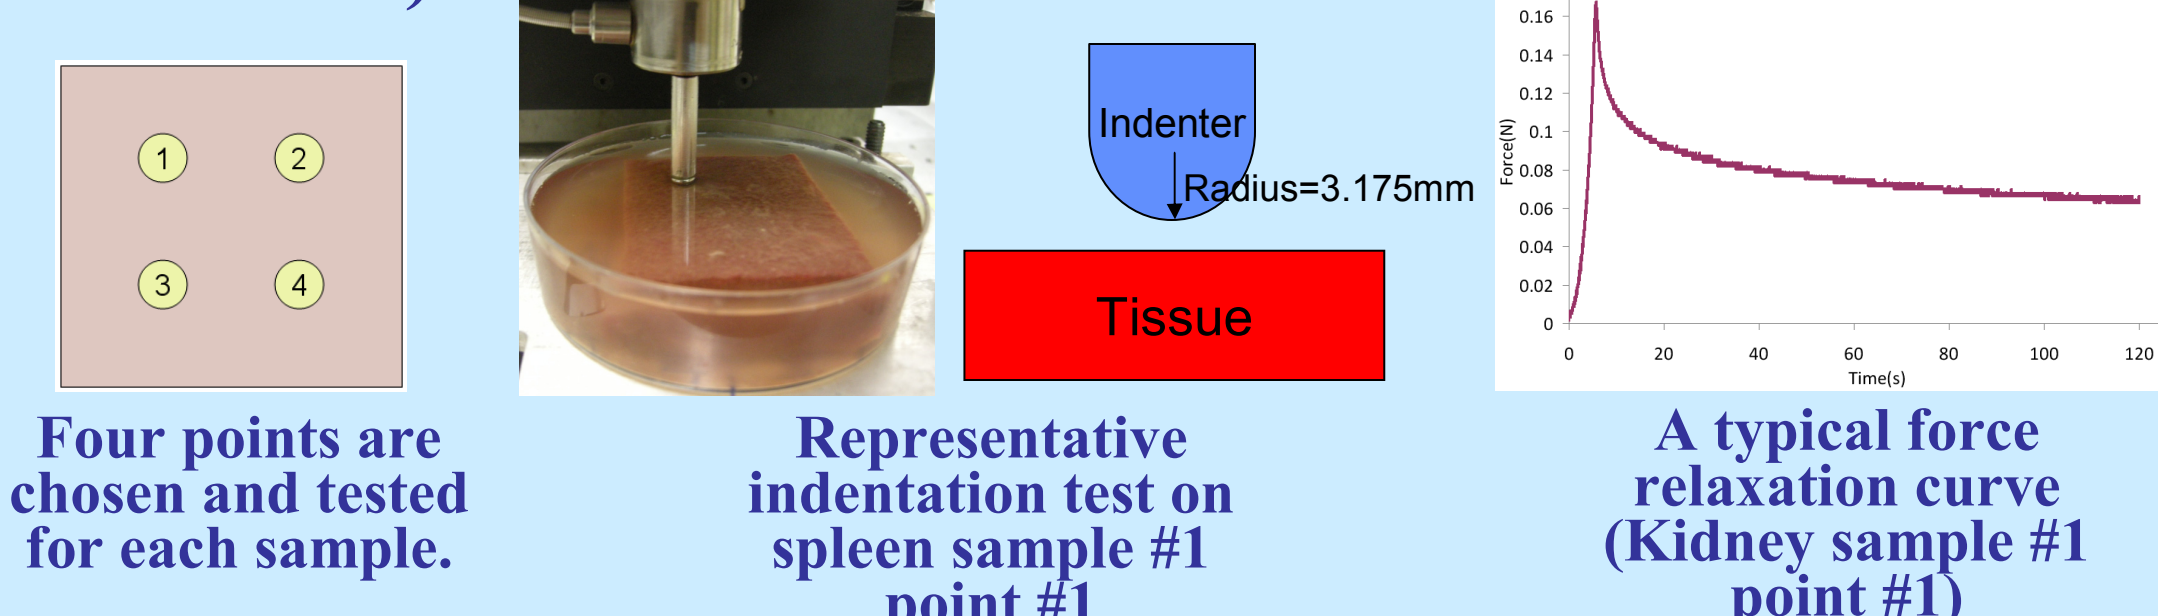 1
2
3
4
Four points are
chosen and tested
for each sample.
Indenter
Radius=3.175mm
Tissue
Representative
indentation test on
spleen sample #1
point #1
Force(N)
0.16
0.14
0.12
0.1
0.08
0.06
0.04
0.02
0
0 20 40 60 80 100 120
Time(s)
A typical force
relaxation curve
(Kidney sample #1
point #1)